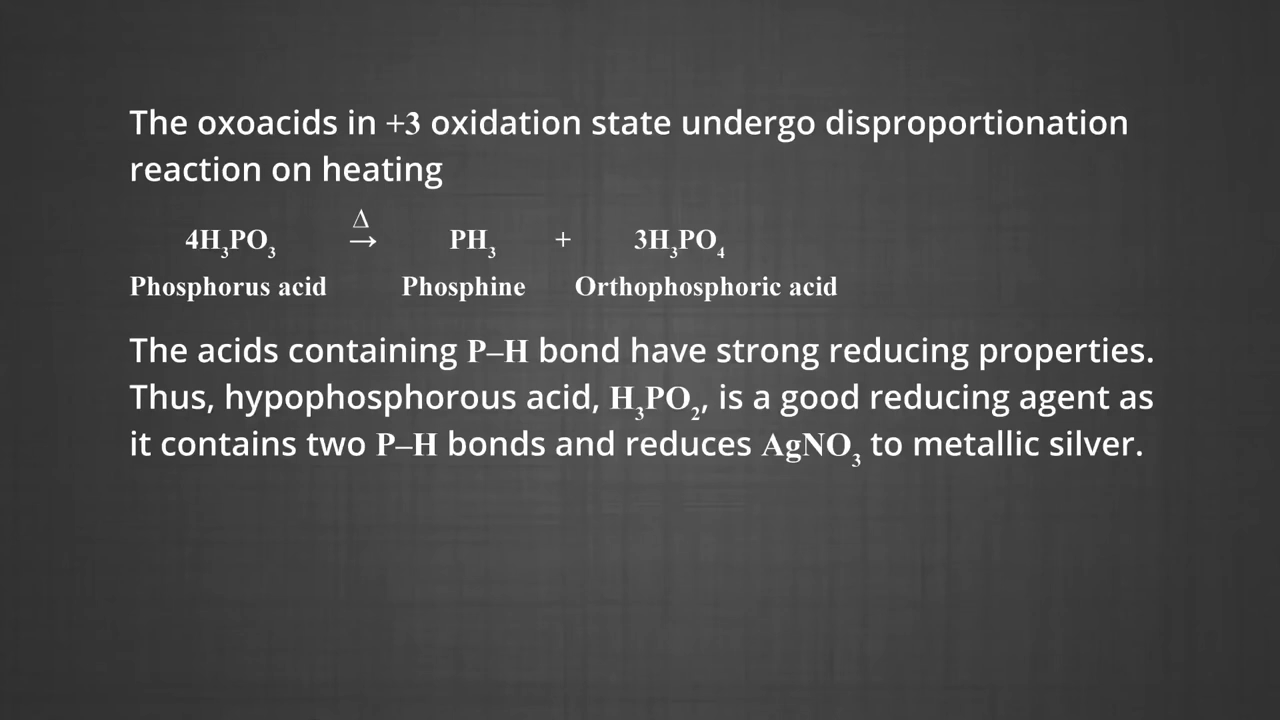 The oxoacids in +3 oxidation state undergo disproportionation
reaction on heating
4H₃PO₃ →Δ PH₃ + 3H₃PO₄
Phosphorus acid Phosphine Orthophosphoric acid
The acids containing P–H bond have strong reducing properties.
Thus, hypophosphorous acid, H₃PO₂, is a good reducing agent as
it contains two P–H bonds and reduces AgNO₃ to metallic silver.